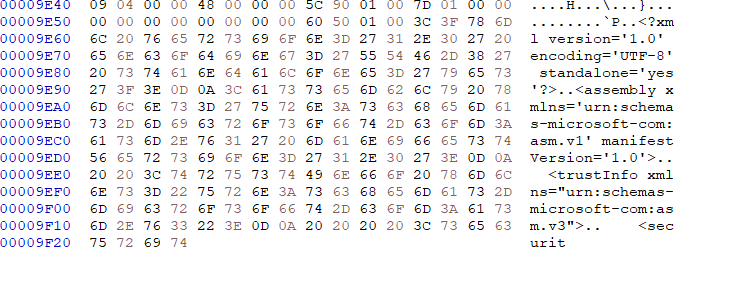 00009E40 09 04 00 00 48 00 00 00 5C 90 01 00 7D 01 00 00 ....H...\...}...
00009E50 00 00 00 00 00 00 00 00 60 50 01 00 3C 3F 78 6D ........`P..<?xm
00009E60 6C 20 76 65 72 73 69 6F 6E 3D 27 31 2E 30 27 20 l version='1.0'
00009E70 65 6E 63 6F 64 69 6E 67 3D 27 55 54 46 2D 38 27 encoding='UTF-8'
00009E80 20 73 74 61 6E 64 61 6C 6F 6E 65 3D 27 79 65 73 standalone='yes
00009E90 27 3F 3E 0D 0A 3C 61 73 73 65 6D 62 6C 79 20 78 '?>..<assembly x
00009EA0 6D 6C 6E 73 3D 27 75 72 6E 3A 73 63 68 65 6D 61 mlns='urn:schema
00009EB0 73 2D 6D 69 63 72 6F 73 6F 66 74 2D 63 6F 6D 3A s-microsoft-com:
00009EC0 61 73 6D 2E 76 31 27 20 6D 61 6E 69 66 65 73 74 asm.v1' manifest
00009ED0 56 65 72 73 69 6F 6E 3D 27 31 2E 30 27 3E 0D 0A Version='1.0'>..
00009EE0 20 20 3C 74 72 75 73 74 49 6E 66 6F 20 78 6D 6C <trustInfo xml
00009EF0 6E 73 3D 22 75 72 6E 3A 73 63 68 65 6D 61 73 2D ns="urn:schemas-
00009F00 6D 69 63 72 6F 73 6F 66 74 2D 63 6F 6D 3A 61 73 microsoft-com:as
00009F10 6D 2E 76 33 22 3E 0D 0A 20 20 20 20 3C 73 65 63 m.v3">..    <sec
00009F20 75 72 69 74 urit